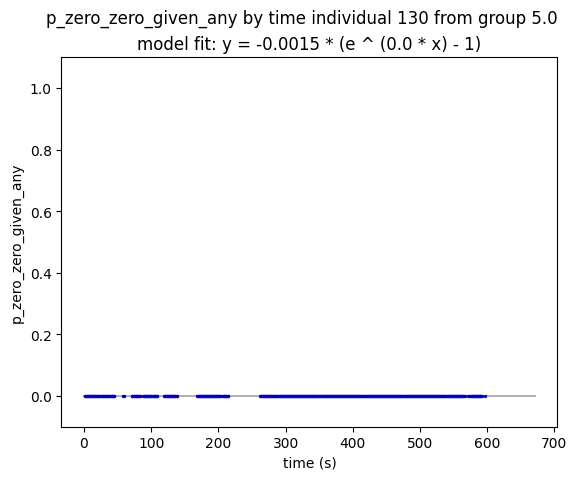 p_zero_zero_given_any by time individual 130 from group 5.0
model fit: y = -0.0015 * (e ^ (0.0 * x) - 1)
1.0
0.8
0.6
0.4
0.2
0.0
p_zero_zero_given_any
0 100 200 300 400 500 600 700
time (s)